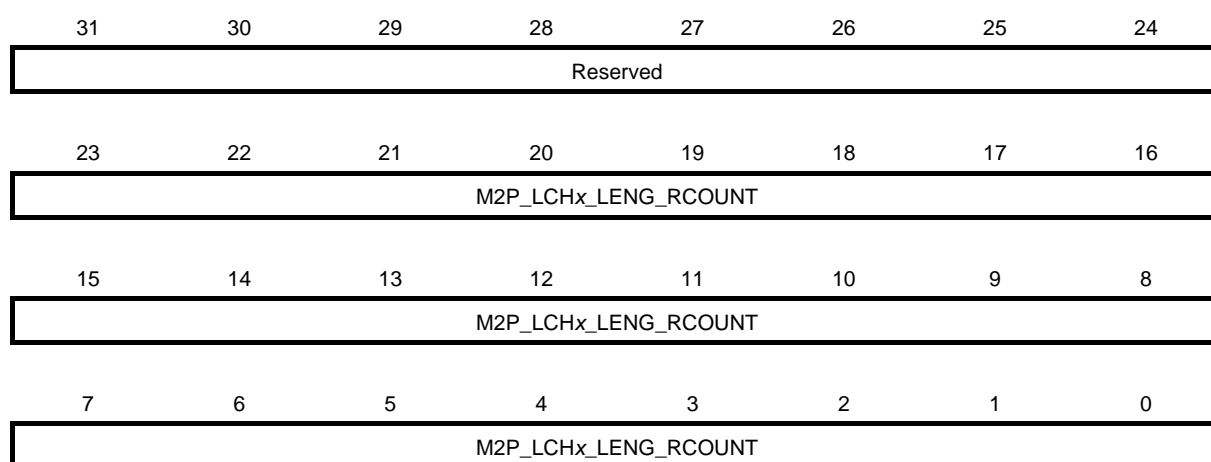 31 30 29 28 27 26 25 24
Reserved
23 22 21 20 19 18 17 16
M2P_LCHx_LENG_RCOUNT
15 14 13 12 11 10 9 8
M2P_LCHx_LENG_RCOUNT
7 6 5 4 3 2 1 0
M2P_LCHx_LENG_RCOUNT